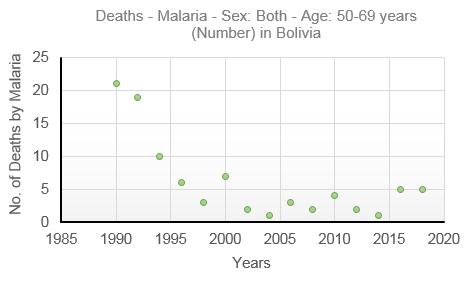 Deaths - Malaria - Sex: Both - Age: 50-69 years
(Number) in Bolivia
No. of Deaths by Malaria
25
20
15
10
5
0
1985 1990 1995 2000 2005 2010 2015 2020
Years